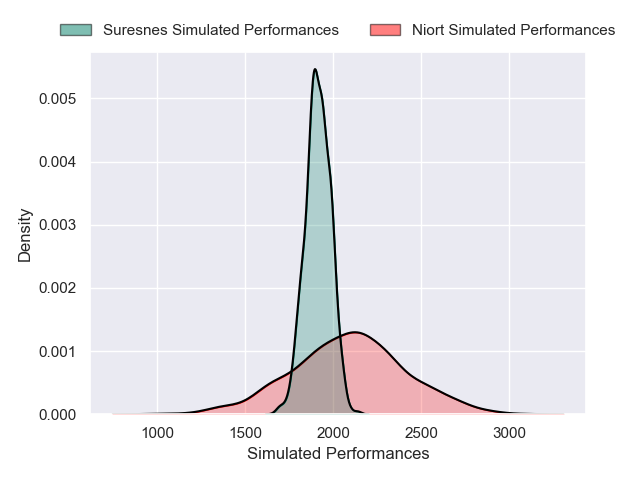 Suresnes Simulated Performances Niort Simulated Performances
0.005
0.004
0.003
0.002
0.001
0.000
Density
1000 1500 2000 2500 3000
Simulated Performances